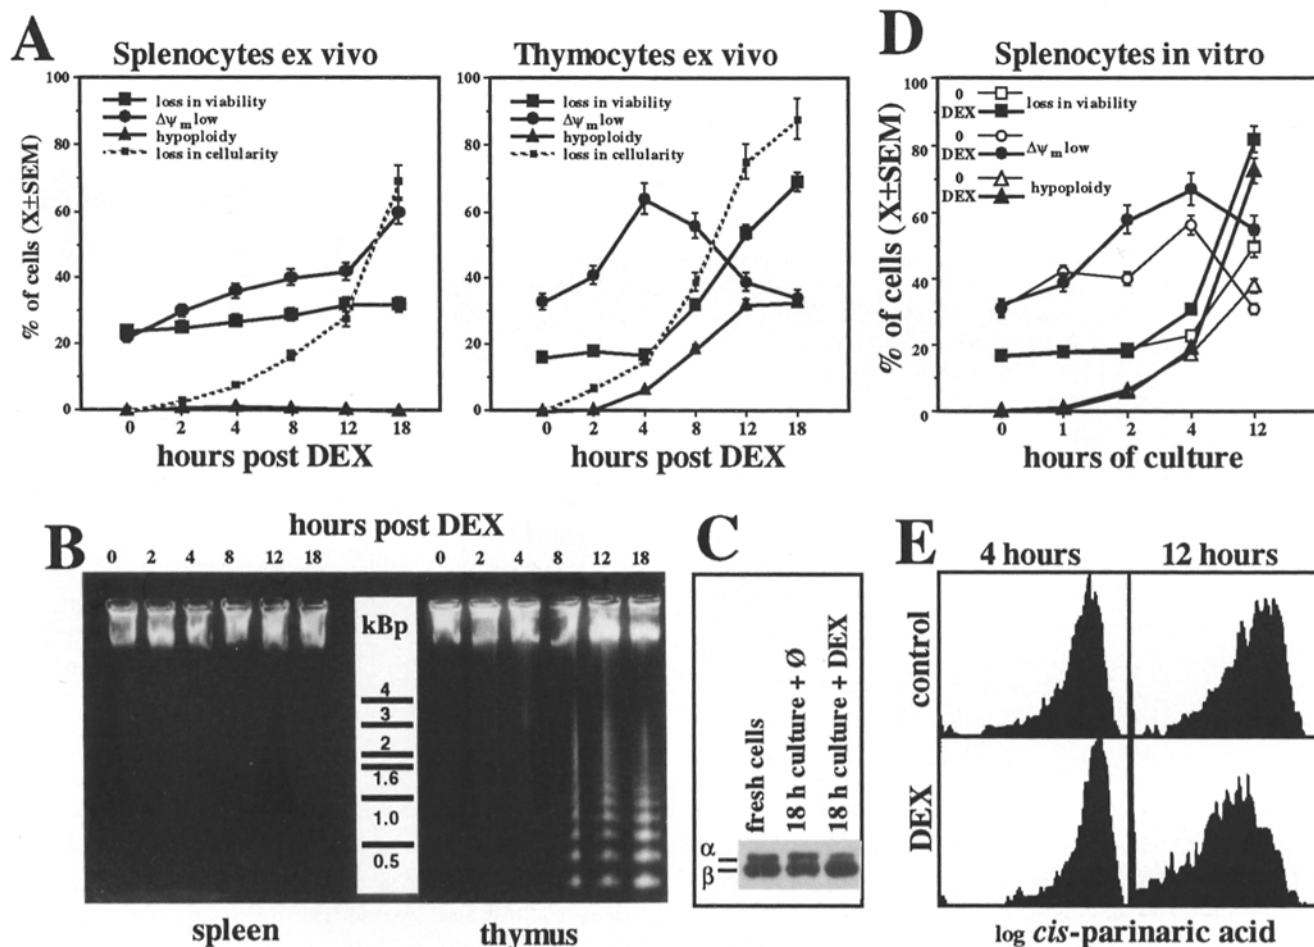 A
Splenocytes ex vivo
% of cells (X±SEM)
100
80
60
40
20
0
loss in viability
ΔΨm low
hypoploidy
loss in cellularity
0 2 4 8 12 18
hours post DEX
Thymocytes ex vivo
100
80
60
40
20
0
loss in viability
ΔΨm low
hypoploidy
loss in cellularity
0 2 4 8 12 18
hours post DEX
D
Splenocytes in vitro
% of cells (X±SEM)
100
80
60
40
20
0
0
DEX
loss in viability
0
DEX
ΔΨm low
0
DEX
hypoploidy
0 1 2 4 12
hours of culture
B
hours post DEX
0 2 4 8 12 18
0 2 4 8 12 18
kBp
4
3
2
1.6
1.0
0.5
spleen
thymus
C
fresh cells
18 h culture + Ø
18 h culture + DEX
α
β
E
4 hours
12 hours
control
DEX
log cis-parinaric acid